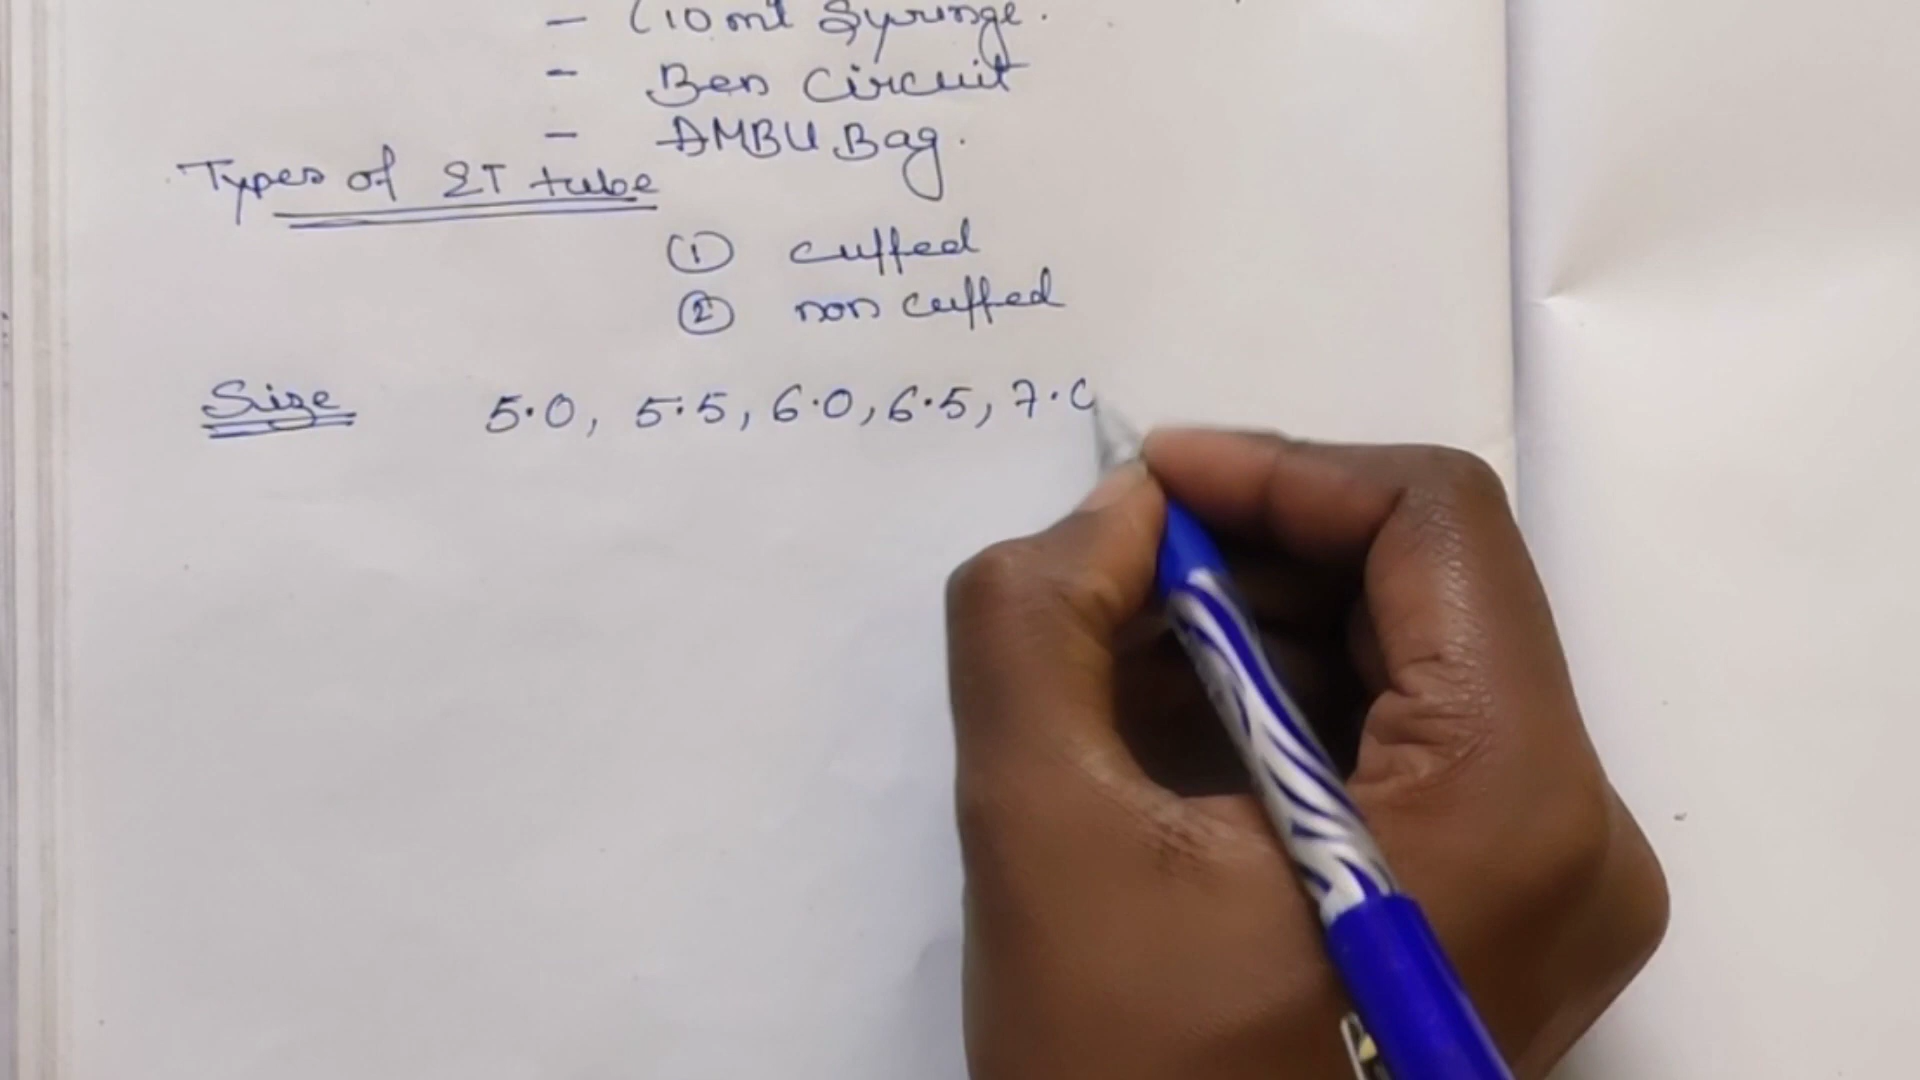 - (10 ml Syringe.
- Ben Circuit
- AMBU Bag.
Types of ET tube
① cuffed
② non cuffed
Size 5.0, 5.5, 6.0, 6.5, 7.0